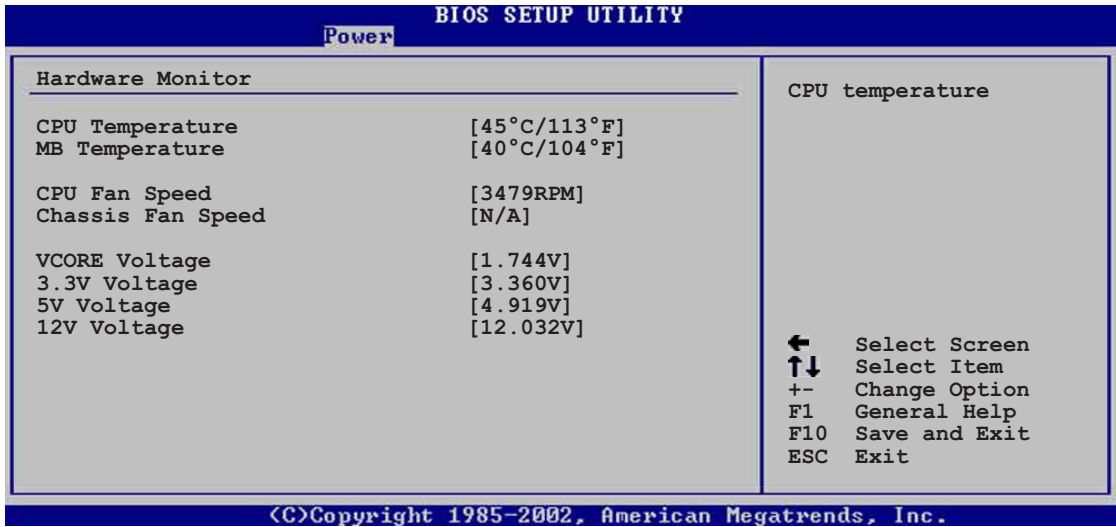 BIOS SETUP UTILITY
Power
Hardware Monitor
CPU Temperature [45°C/113°F]
MB Temperature [40°C/104°F]
CPU Fan Speed [3479RPM]
Chassis Fan Speed [N/A]
VCORE Voltage [1.744V]
3.3V Voltage [3.360V]
5V Voltage [4.919V]
12V Voltage [12.032V]
CPU temperature
← Select Screen
↑↓ Select Item
+- Change Option
F1 General Help
F10 Save and Exit
ESC Exit
(C)Copyright 1985-2002, American Megatrends, Inc.